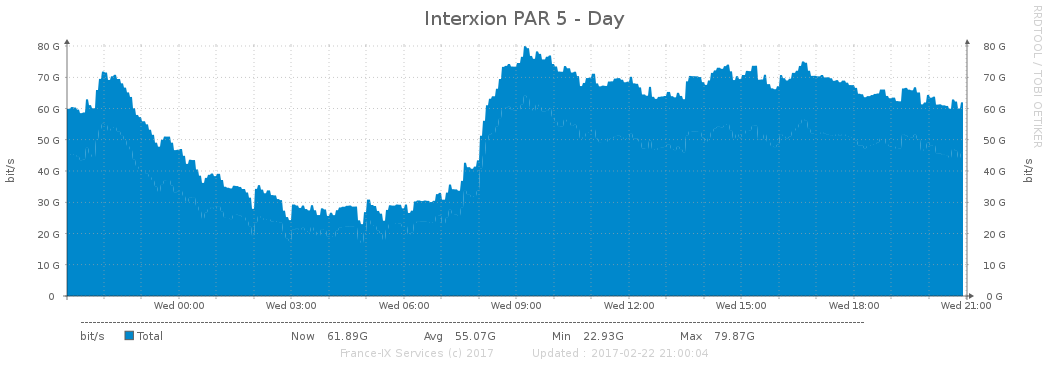 Interxion PAR 5 - Day
RRDTOOL / TOBI OETIKER
80 G 80 G
70 G 70 G
60 G 60 G
50 G 50 G
40 G 40 G
30 G 30 G
20 G 20 G
10 G 10 G
0 0 G
bit/s
bit/s
Wed 00:00 Wed 03:00 Wed 06:00 Wed 09:00 Wed 12:00 Wed 15:00 Wed 18:00 Wed 21:00
bit/s Total Now 61.89G Avg 55.07G Min 22.93G Max 79.87G
France-IX Services (c) 2017 Updated : 2017-02-22 21:00:04